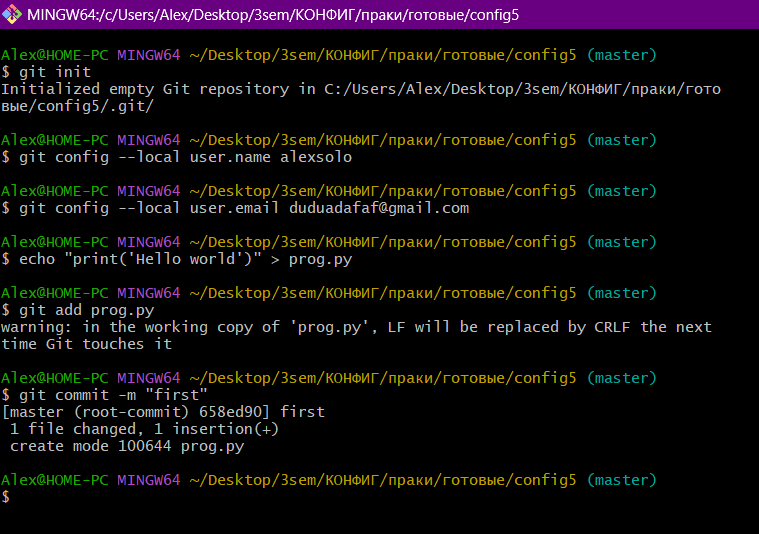 MINGW64:/c/Users/Alex/Desktop/3sem/КОНФИГ/праки/готовые/config5
Alex@HOME-PC MINGW64 ~/Desktop/3sem/КОНФИГ/праки/готовые/config5 (master)
$ git init
Initialized empty Git repository in C:/Users/Alex/Desktop/3sem/КОНФИГ/праки/гото
вые/config5/.git/
Alex@HOME-PC MINGW64 ~/Desktop/3sem/КОНФИГ/праки/готовые/config5 (master)
$ git config --local user.name alexsolo
Alex@HOME-PC MINGW64 ~/Desktop/3sem/КОНФИГ/праки/готовые/config5 (master)
$ git config --local user.email duduadafaf@gmail.com
Alex@HOME-PC MINGW64 ~/Desktop/3sem/КОНФИГ/праки/готовые/config5 (master)
$ echo "print('Hello world')" > prog.py
Alex@HOME-PC MINGW64 ~/Desktop/3sem/КОНФИГ/праки/готовые/config5 (master)
$ git add prog.py
warning: in the working copy of 'prog.py', LF will be replaced by CRLF the next
time Git touches it
Alex@HOME-PC MINGW64 ~/Desktop/3sem/КОНФИГ/праки/готовые/config5 (master)
$ git commit -m "first"
[master (root-commit) 658ed90] first
 1 file changed, 1 insertion(+)
 create mode 100644 prog.py
Alex@HOME-PC MINGW64 ~/Desktop/3sem/КОНФИГ/праки/готовые/config5 (master)
$